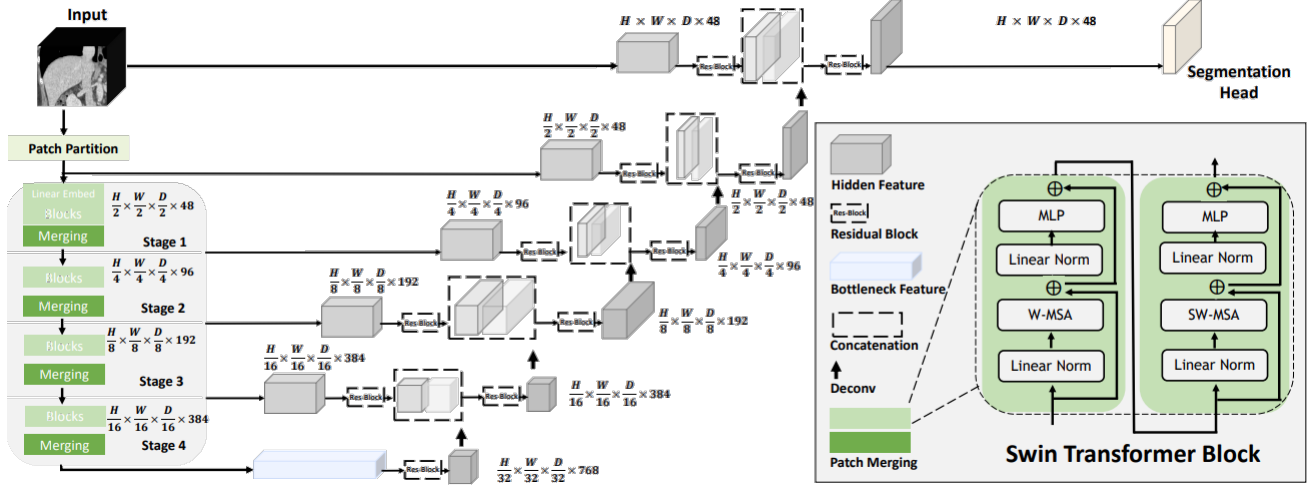 Input
H × W × D × 48
H × W × D × 48
Res-Block
Res-Block
Segmentation
Head
Patch Partition
H/2 × W/2 × D/2 × 48
Res-Block
Res-Block
H/2 × W/2 × D/2 × 48
Linear Embed
Blocks
H/2 × W/2 × D/2 × 48
Merging
Stage 1
H/4 × W/4 × D/4 × 96
Res-Block
Res-Block
H/4 × W/4 × D/4 × 96
Blocks
H/4 × W/4 × D/4 × 96
Merging
Stage 2
H/8 × W/8 × D/8 × 192
Res-Block
Res-Block
H/8 × W/8 × D/8 × 192
Blocks
H/8 × W/8 × D/8 × 192
Merging
Stage 3
H/16 × W/16 × D/16 × 384
Res-Block
Res-Block
H/16 × W/16 × D/16 × 384
Blocks
H/16 × W/16 × D/16 × 384
Merging
Stage 4
Res-Block
H/32 × W/32 × D/32 × 768
Hidden Feature
Res-Block
Residual Block
Bottleneck Feature
Concatenation
Deconv
Patch Merging
MLP
Linear Norm
W-MSA
Linear Norm
MLP
Linear Norm
SW-MSA
Linear Norm
Swin Transformer Block